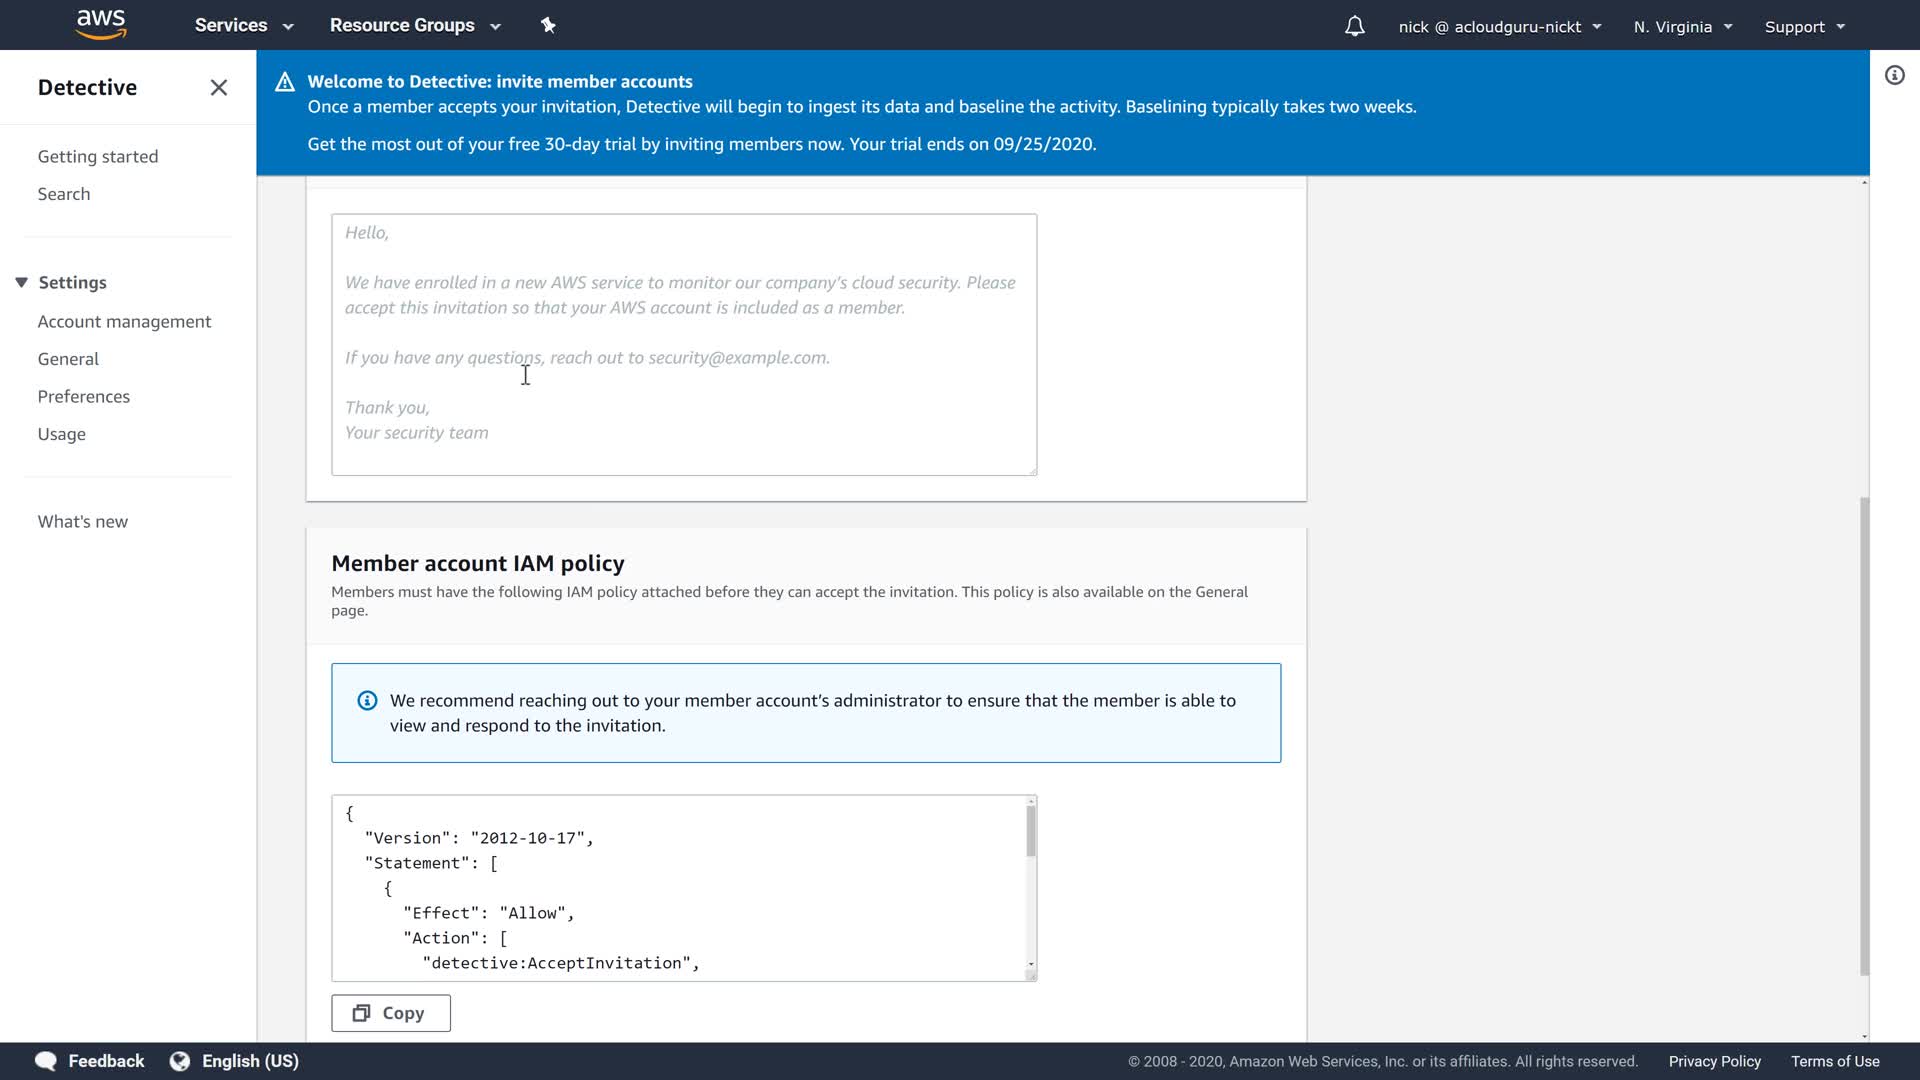 aws
Services
Resource Groups
nick @ acloudguru-nickt
N. Virginia
Support
Detective
Getting started
Search
Settings
Account management
General
Preferences
Usage
What's new
Welcome to Detective: invite member accounts
Once a member accepts your invitation, Detective will begin to ingest its data and baseline the activity. Baselining typically takes two weeks.
Get the most out of your free 30-day trial by inviting members now. Your trial ends on 09/25/2020.
Hello,
We have enrolled in a new AWS service to monitor our company's cloud security. Please
accept this invitation so that your AWS account is included as a member.
If you have any questions, reach out to security@example.com.
Thank you,
Your security team
Member account IAM policy
Members must have the following IAM policy attached before they can accept the invitation. This policy is also available on the General
page.
We recommend reaching out to your member account's administrator to ensure that the member is able to
view and respond to the invitation.
{
"Version": "2012-10-17",
"Statement": [
{
"Effect": "Allow",
"Action": [
"detective:AcceptInvitation",
Copy
Feedback
English (US)
© 2008 - 2020, Amazon Web Services, Inc. or its affiliates. All rights reserved.
Privacy Policy
Terms of Use